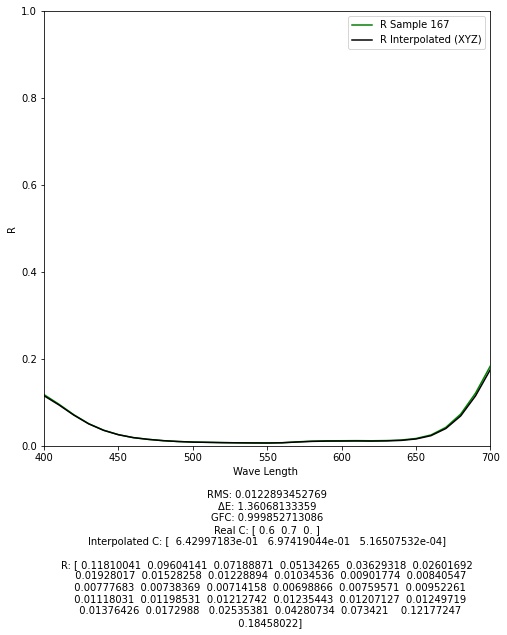 1.0
R Sample 167
R Interpolated (XYZ)
0.8
0.6
R
0.4
0.2
0.0
400 450 500 550 600 650 700
Wave Length
RMS: 0.0122893452769
ΔE: 1.36068133359
GFC: 0.999852713086
Real C: [ 0.6 0.7 0. ]
Interpolated C: [ 6.42997183e-01 6.97419044e-01 5.16507532e-04]
R: [ 0.11810041 0.09604141 0.07188871 0.05134265 0.03629318 0.02601692
0.01928017 0.01528258 0.01228894 0.01034536 0.00901774 0.00840547
0.00777683 0.00738369 0.00714158 0.00698866 0.00759571 0.00952261
0.01118031 0.01198531 0.01212742 0.01235443 0.01207127 0.01249719
0.01376426 0.0172988 0.02535381 0.04280734 0.073421 0.12177247
0.18458022]